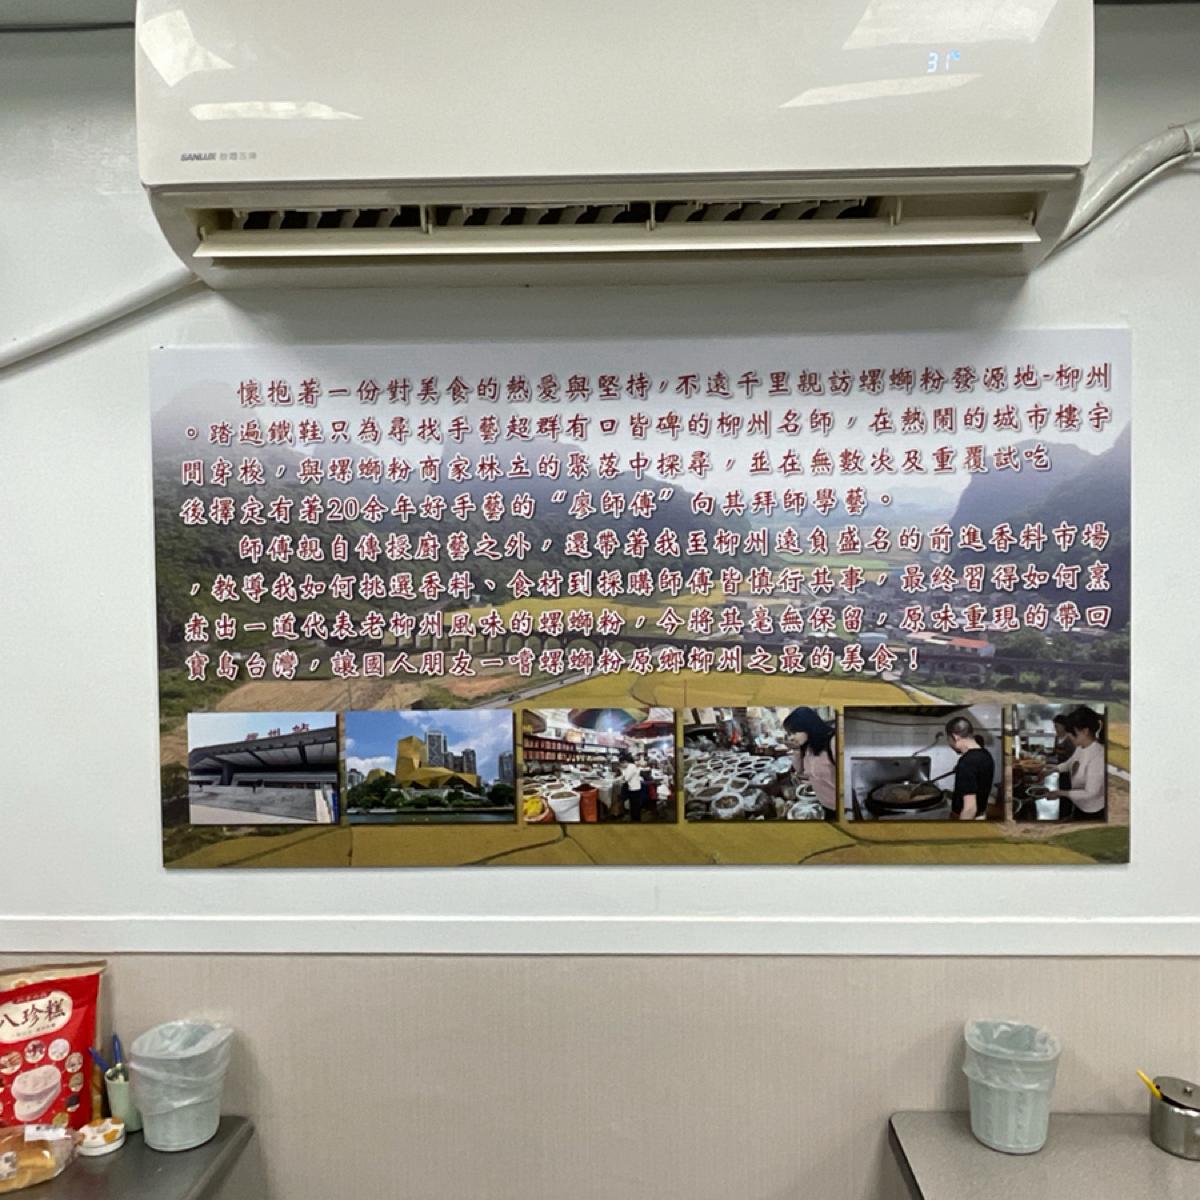 31°
SANLUX 台灣三洋
懷抱著一份對美食的熱愛與堅持，不遠千里親訪螺螄粉發源地-柳州
。踏遍鐵鞋只為尋找手藝超群有口皆碑的柳州名師，在熱鬧的城市樓宇
間穿梭，與螺螄粉商家林立的聚落中探尋，並在無數次及重覆試吃
後擇定有著20余年好手藝的“廖師傅”向其拜師學藝。
師傅親自傳授廚藝之外，還帶著我至柳州遠負盛名的前進香料市場
，教導我如何挑選香料、食材到採購師傅皆慎行其事，最終習得如何烹
煮出一道代表老柳州風味的螺螄粉，今將其毫無保留，原味重現的帶回
寶島台灣，讓國人朋友一嚐螺螄粉原鄉柳州之最的美食！
柳州站
八珍糕